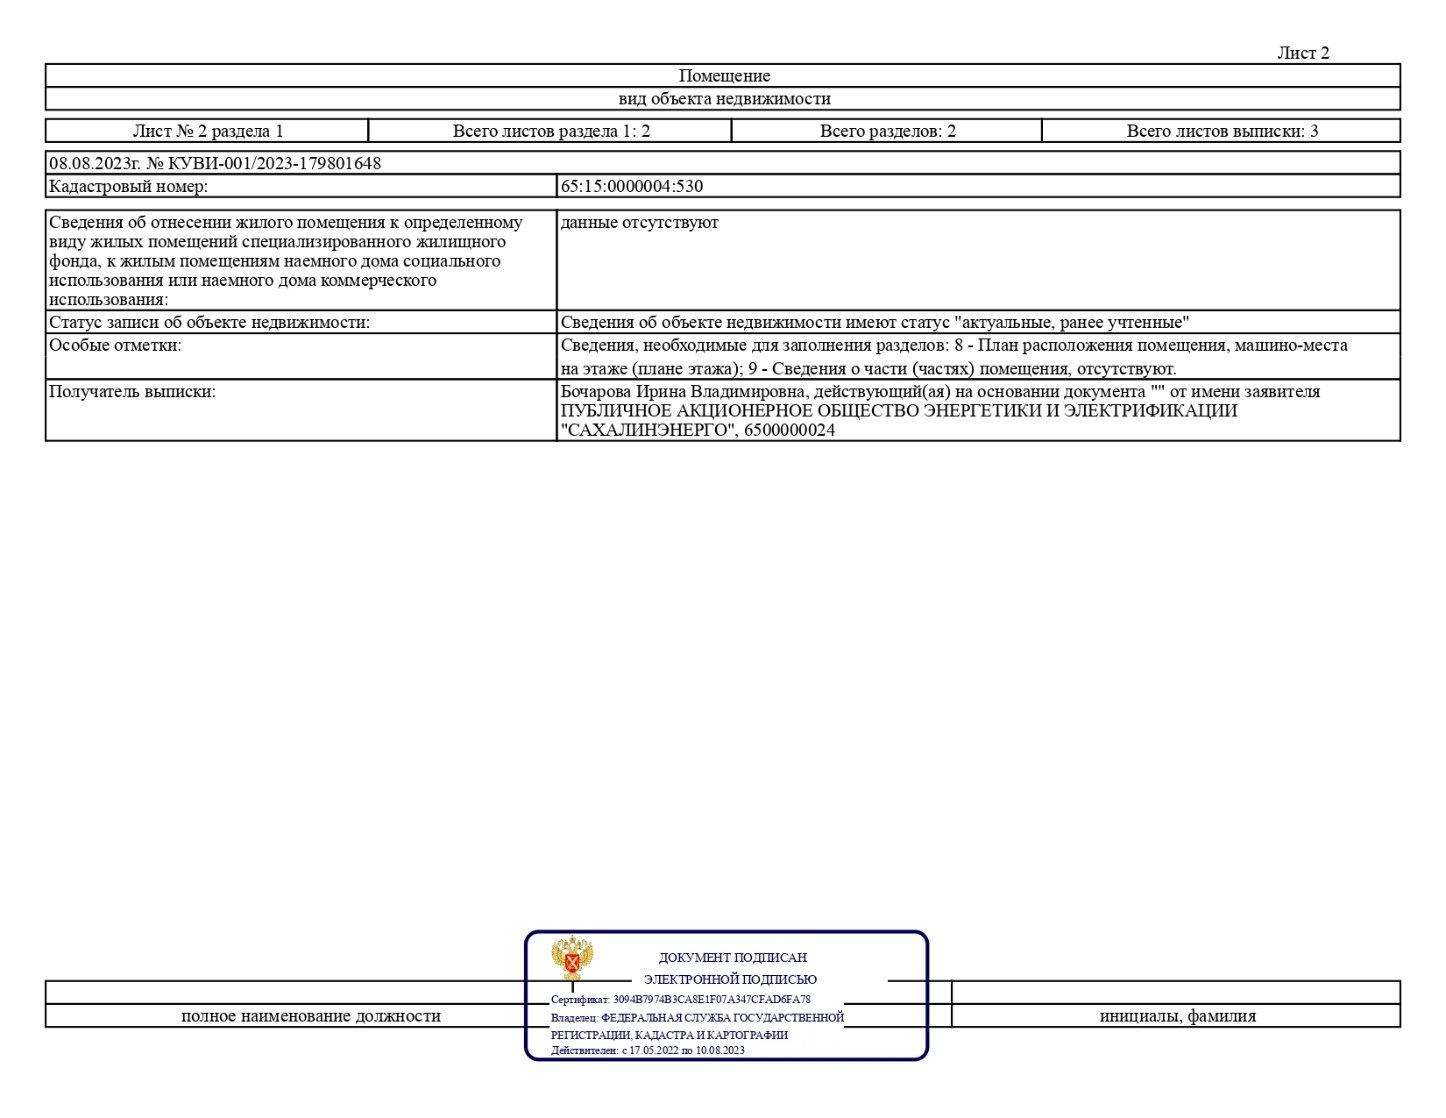 Лист 2
Помещение
вид объекта недвижимости
Лист № 2 раздела 1
Всего листов раздела 1: 2
Всего разделов: 2
Всего листов выписки: 3
08.08.2023г. № КУВИ-001/2023-179801648
Кадастровый номер:
65:15:0000004:530
Сведения об отнесении жилого помещения к определенному
виду жилых помещений специализированного жилищного
фонда, к жилым помещениям наемного дома социального
использования или наемного дома коммерческого
использования:
данные отсутствуют
Статус записи об объекте недвижимости:
Сведения об объекте недвижимости имеют статус "актуальные, ранее учтенные"
Особые отметки:
Сведения, необходимые для заполнения разделов: 8 - План расположения помещения, машино-места
на этаже (плане этажа); 9 - Сведения о части (частях) помещения, отсутствуют.
Получатель выписки:
Бочарова Ирина Владимировна, действующий(ая) на основании документа "" от имени заявителя
ПУБЛИЧНОЕ АКЦИОНЕРНОЕ ОБЩЕСТВО ЭНЕРГЕТИКИ И ЭЛЕКТРИФИКАЦИИ
"САХАЛИНЭНЕРГО", 6500000024
ДОКУМЕНТ ПОДПИСАН
ЭЛЕКТРОННОЙ ПОДПИСЬЮ
Сертификат: 3094B7974B3CA8E1F07A347CFAD6FA78
Владелец: ФЕДЕРАЛЬНАЯ СЛУЖБА ГОСУДАРСТВЕННОЙ
РЕГИСТРАЦИИ, КАДАСТРА И КАРТОГРАФИИ
Действителен: с 17.05.2022 по 10.08.2023
полное наименование должности
инициалы, фамилия